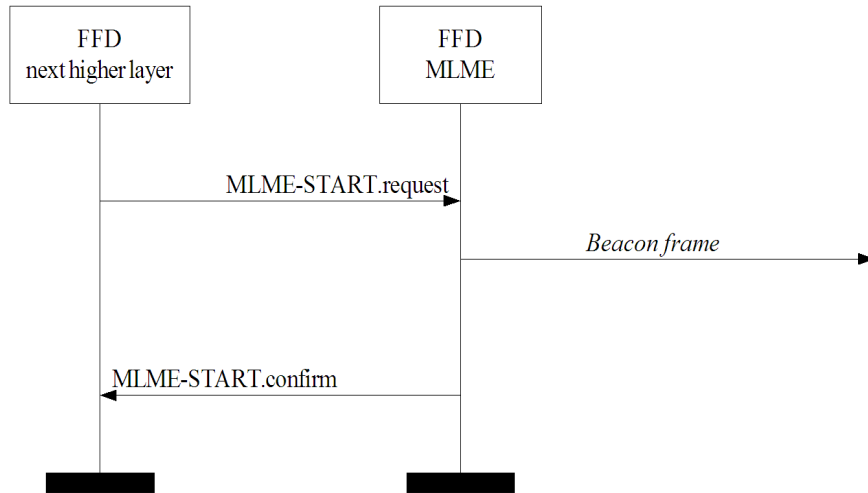 FFD
next higher layer
FFD
MLME
MLME-START.request
Beacon frame
MLME-START.confirm